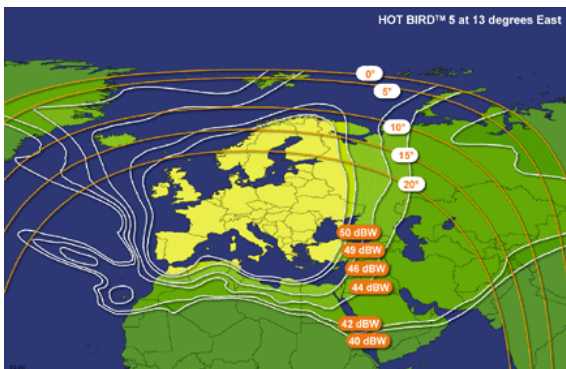 HOT BIRD™ 5 at 13 degrees East
0°
5°
10°
15°
20°
50 dBW
49 dBW
46 dBW
44 dBW
42 dBW
40 dBW